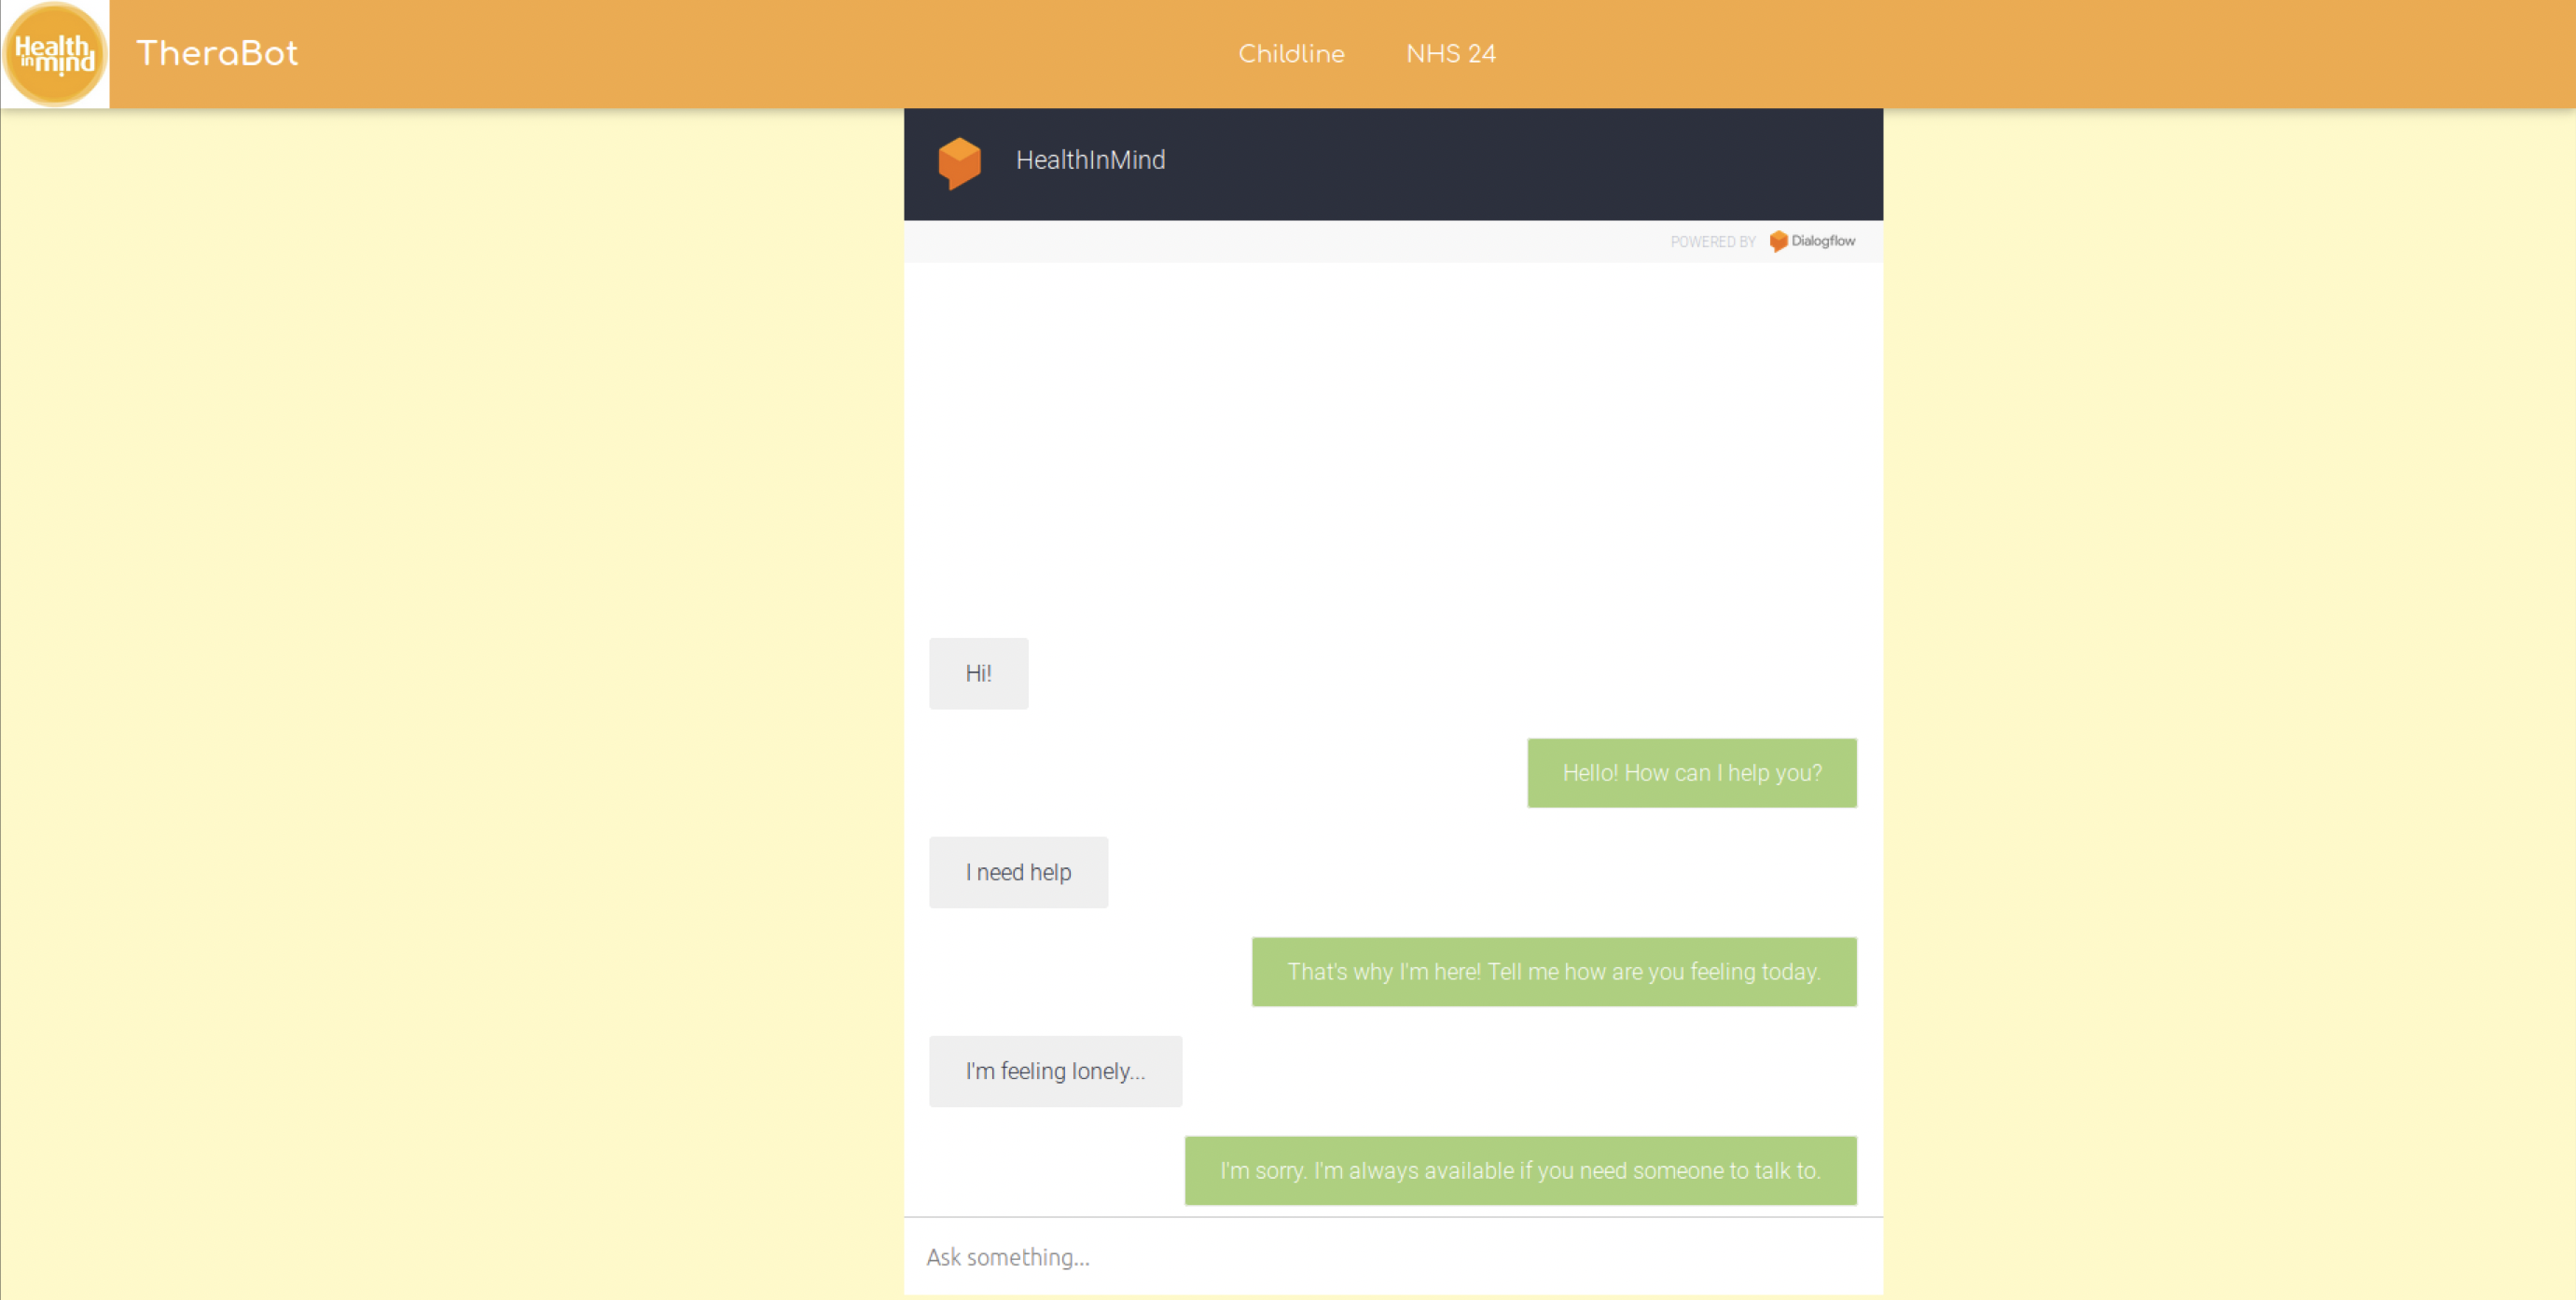 Health
in mind
TheraBot
Childline
NHS 24
HealthInMind
POWERED BY Dialogflow
Hi!
Hello! How can I help you?
I need help
That's why I'm here! Tell me how are you feeling today.
I'm feeling lonely...
I'm sorry. I'm always available if you need someone to talk to.
Ask something...